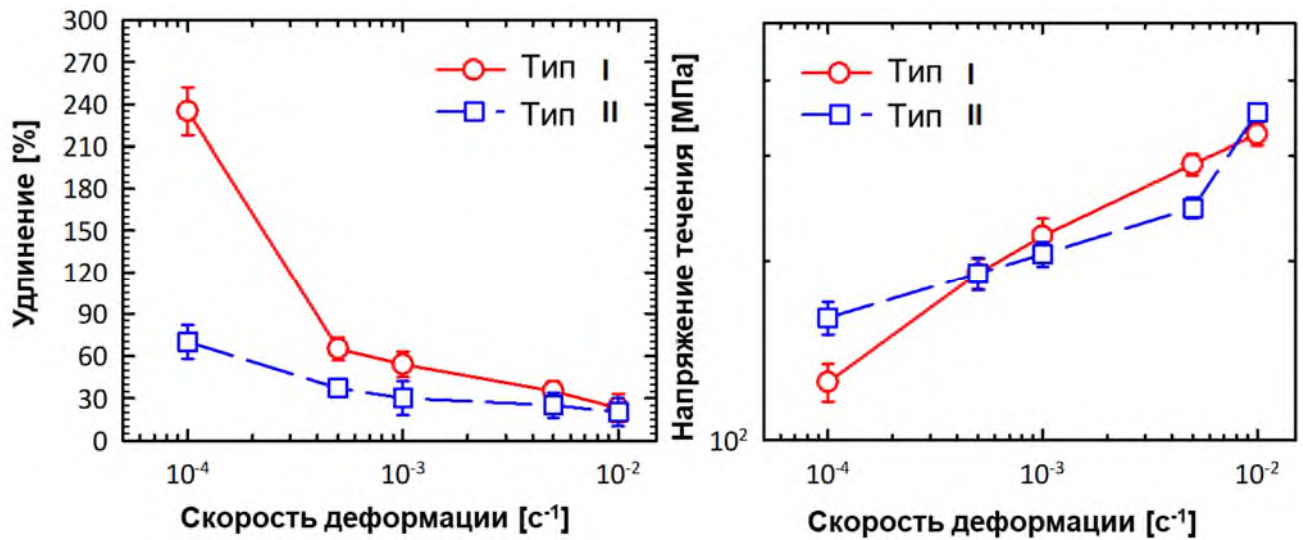 Удлинение [%]
300
270
240
210
180
150
120
90
60
30
0
Тип I
Тип II
10⁻⁴
10⁻³
10⁻²
Скорость деформации [с⁻¹]
Напряжение течения [МПа]
Тип I
Тип II
10²
10⁻⁴
10⁻³
10⁻²
Скорость деформации [с⁻¹]